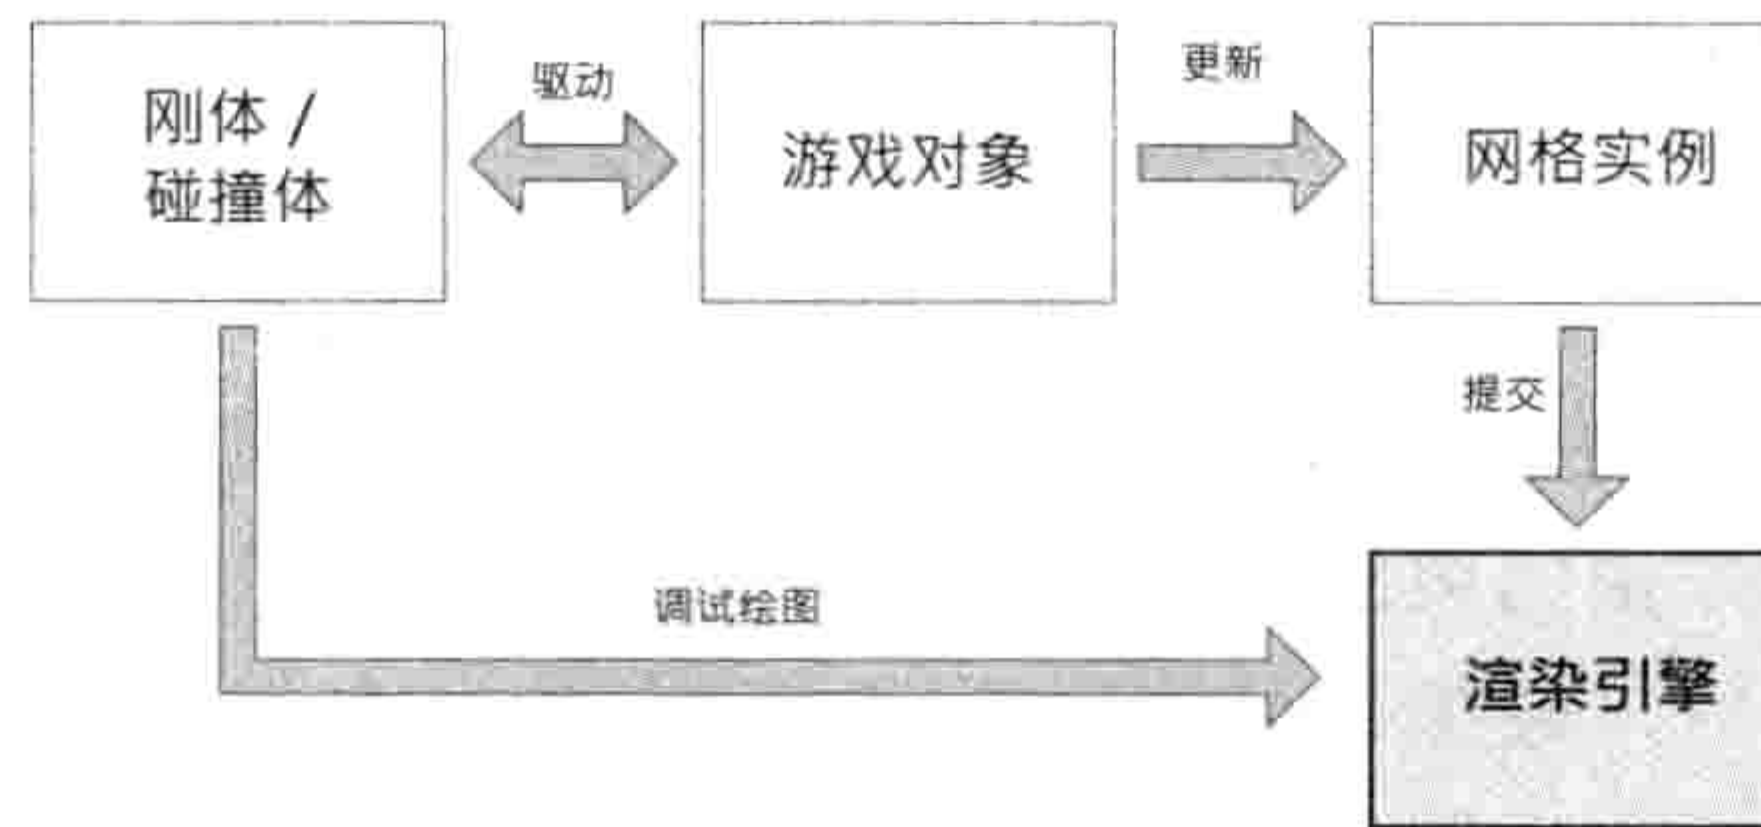 刚体 /
碰撞体
驱动
游戏对象
更新
网格实例
提交
调试绘图
渲染引擎